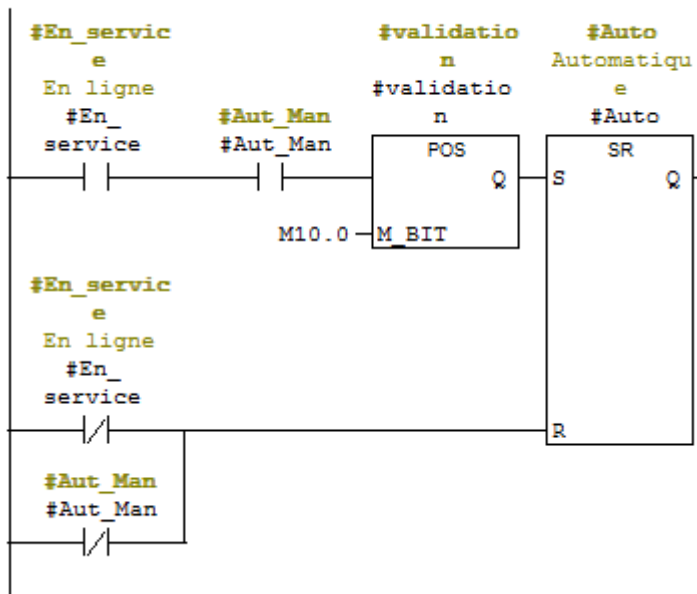 #En_servic
e
En ligne
#En_
service
#Aut_Man
#Aut_Man
#validatio
n
#validatio
n
POS
Q
M10.0
M_BIT
#Auto
Automatiqu
e
#Auto
SR
S
Q
R
#En_servic
e
En ligne
#En_
service
#Aut_Man
#Aut_Man